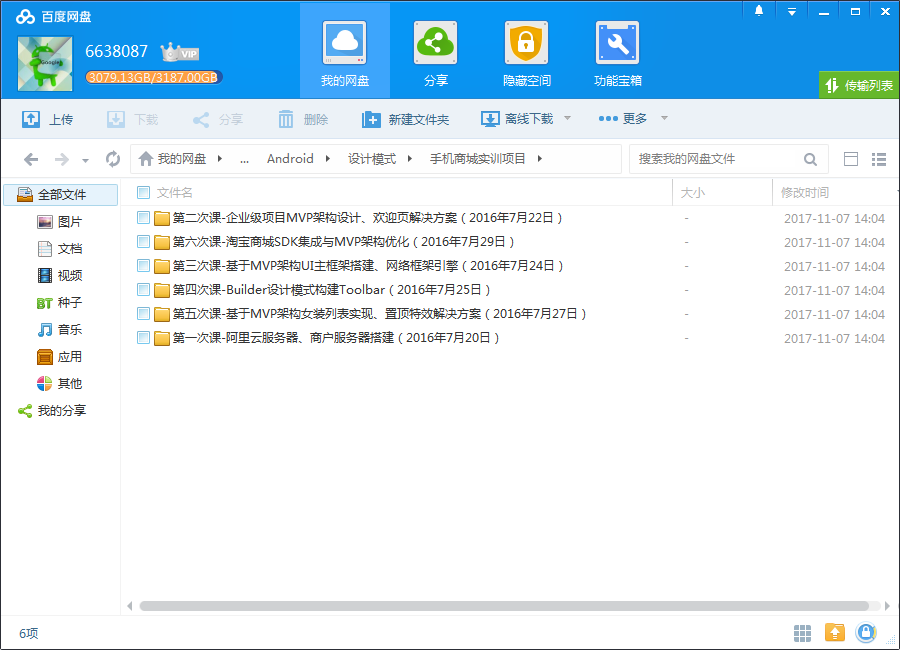 百度网盘
6638087 VIP
3079.13GB/3187.00GB
我的网盘 分享 隐藏空间 功能宝箱
传输列表
上传 下载 分享 删除 新建文件夹 离线下载 更多
我的网盘 ... Android 设计模式 手机商城实训项目 搜索我的网盘文件
全部文件
图片
文档
视频
BT 种子
音乐
应用
其他
我的分享
文件名 大小 修改时间
第二次课-企业级项目MVP架构设计、欢迎页解决方案（2016年7月22日） - 2017-11-07 14:04
第六次课-淘宝商城SDK集成与MVP架构优化（2016年7月29日） - 2017-11-07 14:04
第三次课-基于MVP架构UI主框架搭建、网络框架引擎（2016年7月24日） - 2017-11-07 14:04
第四次课-Builder设计模式构建Toolbar（2016年7月25日） - 2017-11-07 14:04
第五次课-基于MVP架构女装列表实现、置顶特效解决方案（2016年7月27日） - 2017-11-07 14:04
第一次课-阿里云服务器、商户服务器搭建（2016年7月20日） - 2017-11-07 14:04
6项